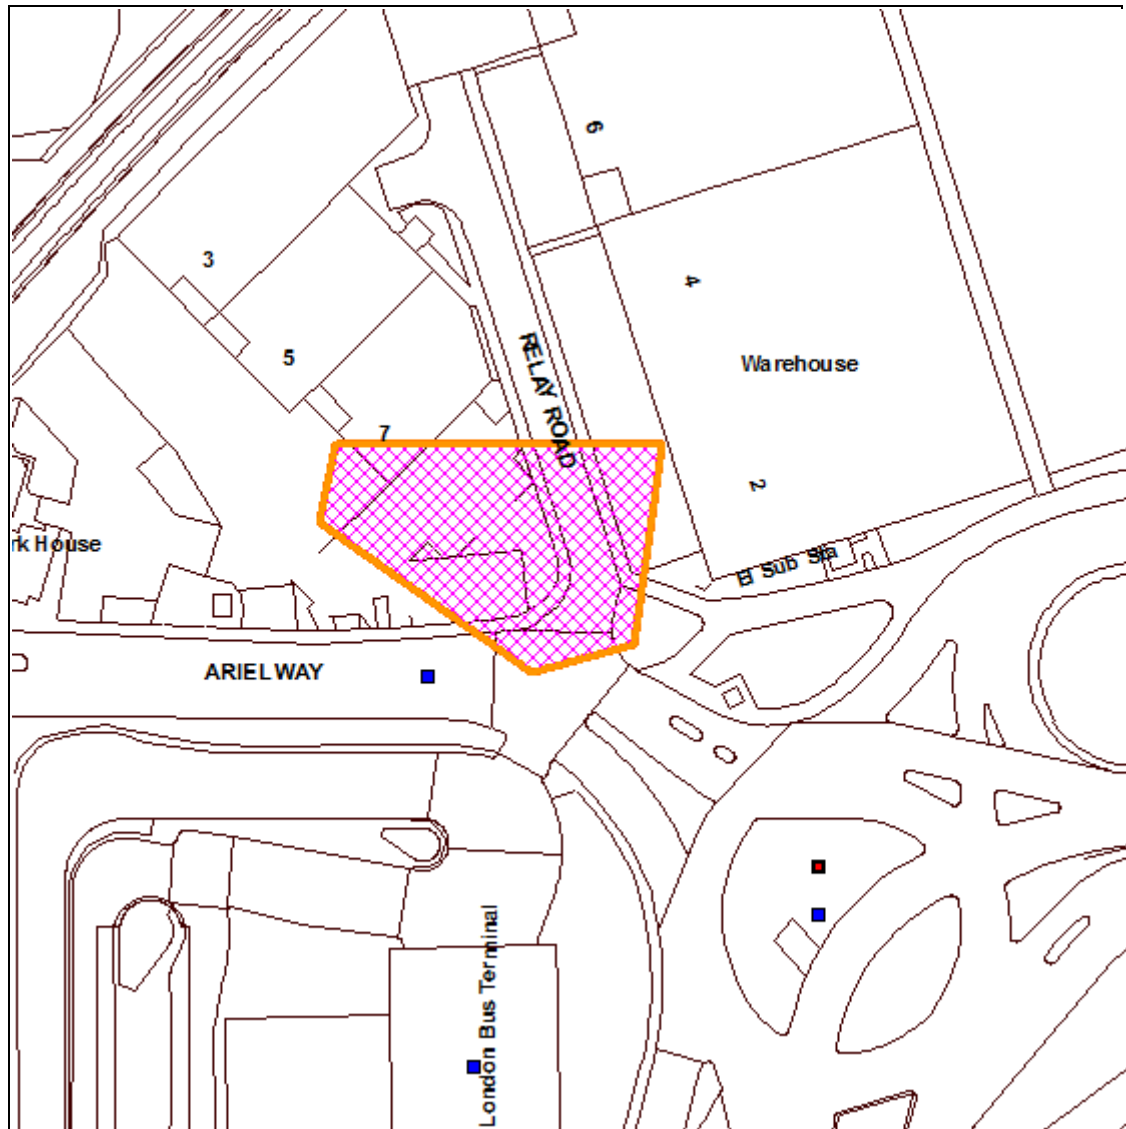 6
3
4
5
RELAY ROAD
Warehouse
7
2
rk House
El Sub Sta
ARIEL WAY
London Bus Terminal